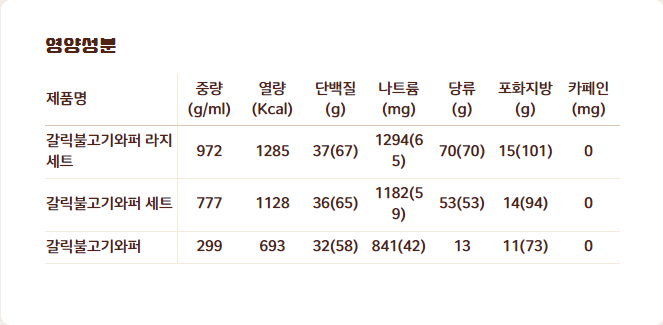 영양성분
제품명 중량 (g/ml) 열량 (Kcal) 단백질 (g) 나트륨 (mg) 당류 (g) 포화지방 (g) 카페인 (mg)
갈릭불고기와퍼 라지 세트 972 1285 37(67) 1294(65) 70(70) 15(101) 0
갈릭불고기와퍼 세트 777 1128 36(65) 1182(59) 53(53) 14(94) 0
갈릭불고기와퍼 299 693 32(58) 841(42) 13 11(73) 0